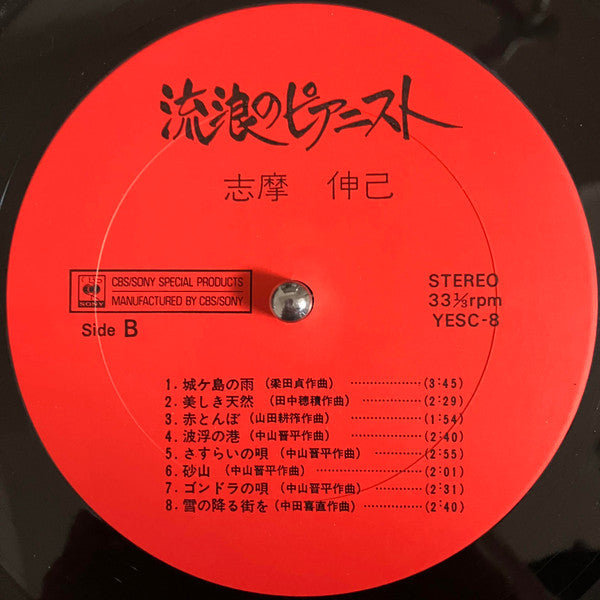 流浪のピアニスト
志摩 伸己
CBS
SONY
CBS/SONY SPECIAL PRODUCTS
MANUFACTURED BY CBS/SONY
Side B
STEREO
33⅓rpm
YESC-8
1. 城ケ島の雨 (梁田貞作曲) ……………(3:45)
2. 美しき天然 (田中穂積作曲) ……………(2:29)
3. 赤とんぼ (山田耕筰作曲) ……………(1:54)
4. 波浮の港 (中山晋平作曲) ……………(2:40)
5. さすらいの唄 (中山晋平作曲) ……………(2:55)
6. 砂山 (中山晋平作曲) ……………(2:01)
7. ゴンドラの唄 (中山晋平作曲) ……………(2:31)
8. 雪の降る街を (中田喜直作曲) ……………(2:40)